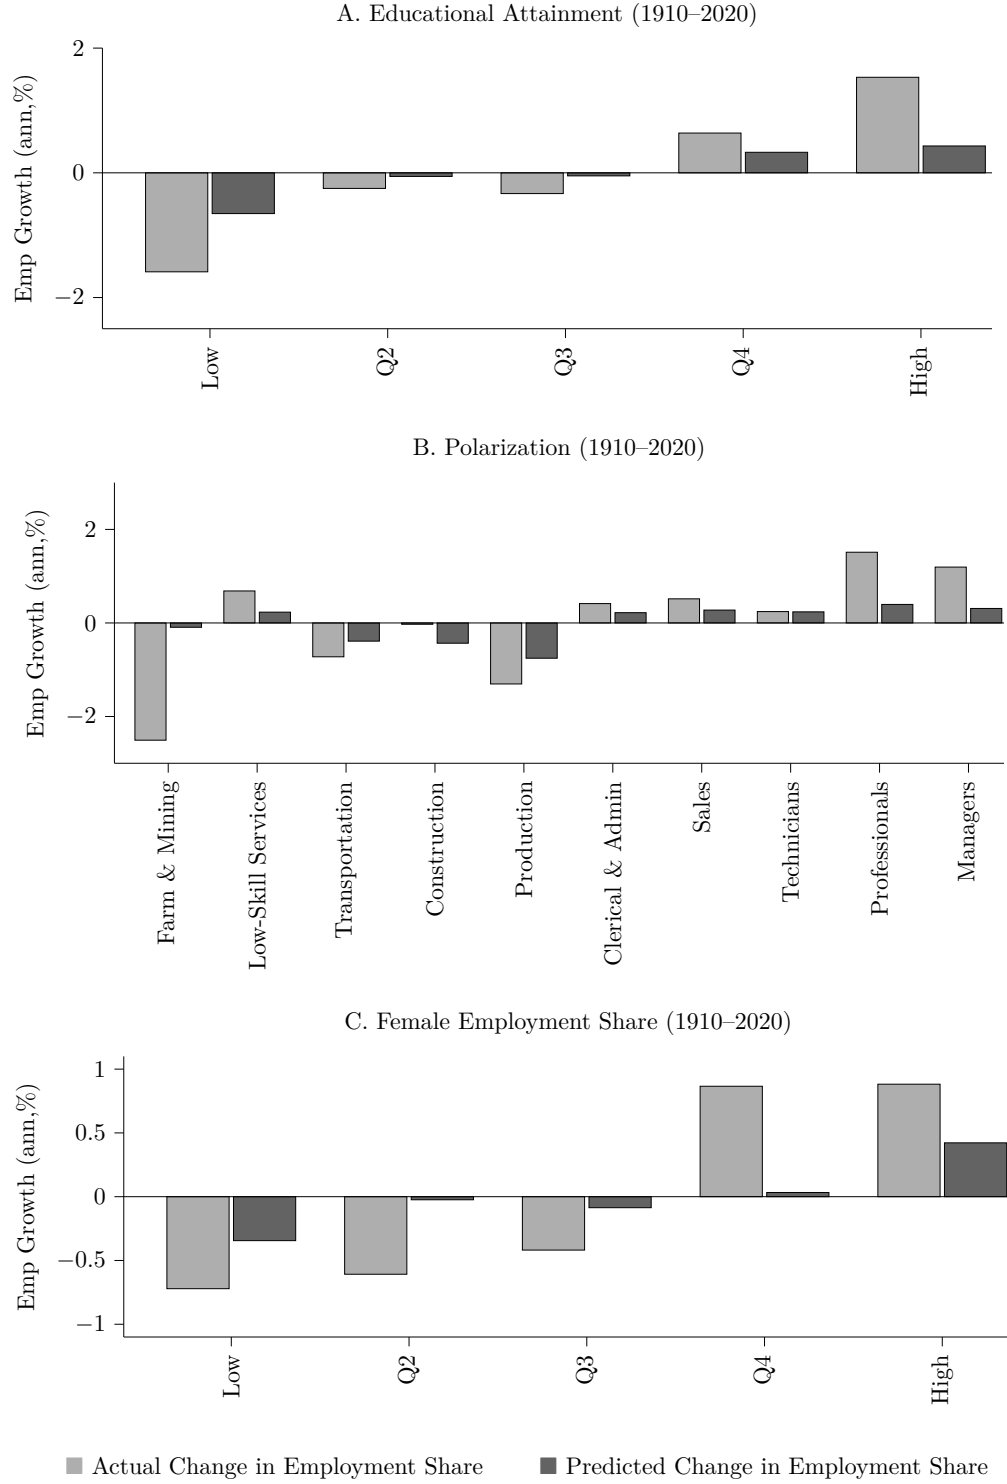 A. Educational Attainment (1910–2020)
Emp Growth (ann,%)
2
0
−2
Low
Q2
Q3
Q4
High
B. Polarization (1910–2020)
Emp Growth (ann,%)
2
0
−2
Farm & Mining
Low-Skill Services
Transportation
Construction
Production
Clerical & Admin
Sales
Technicians
Professionals
Managers
C. Female Employment Share (1910–2020)
Emp Growth (ann,%)
1
0.5
0
−0.5
−1
Low
Q2
Q3
Q4
High
Actual Change in Employment Share
Predicted Change in Employment Share